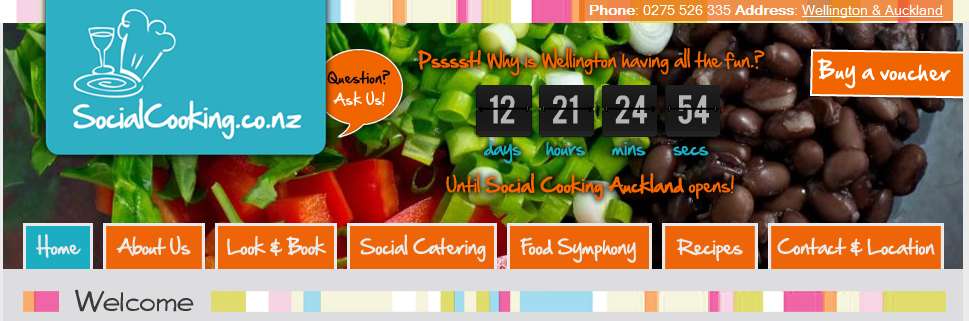 Phone: 0275 526 335 Address: Wellington & Auckland
SocialCooking.co.nz
Question?
Ask Us!
Psssst! Why is Wellington having all the fun.?
12 21 24 54
days hours mins secs
Until Social Cooking Auckland opens!
Buy a voucher
Home About Us Look & Book Social Catering Food Symphony Recipes Contact & Location
Welcome